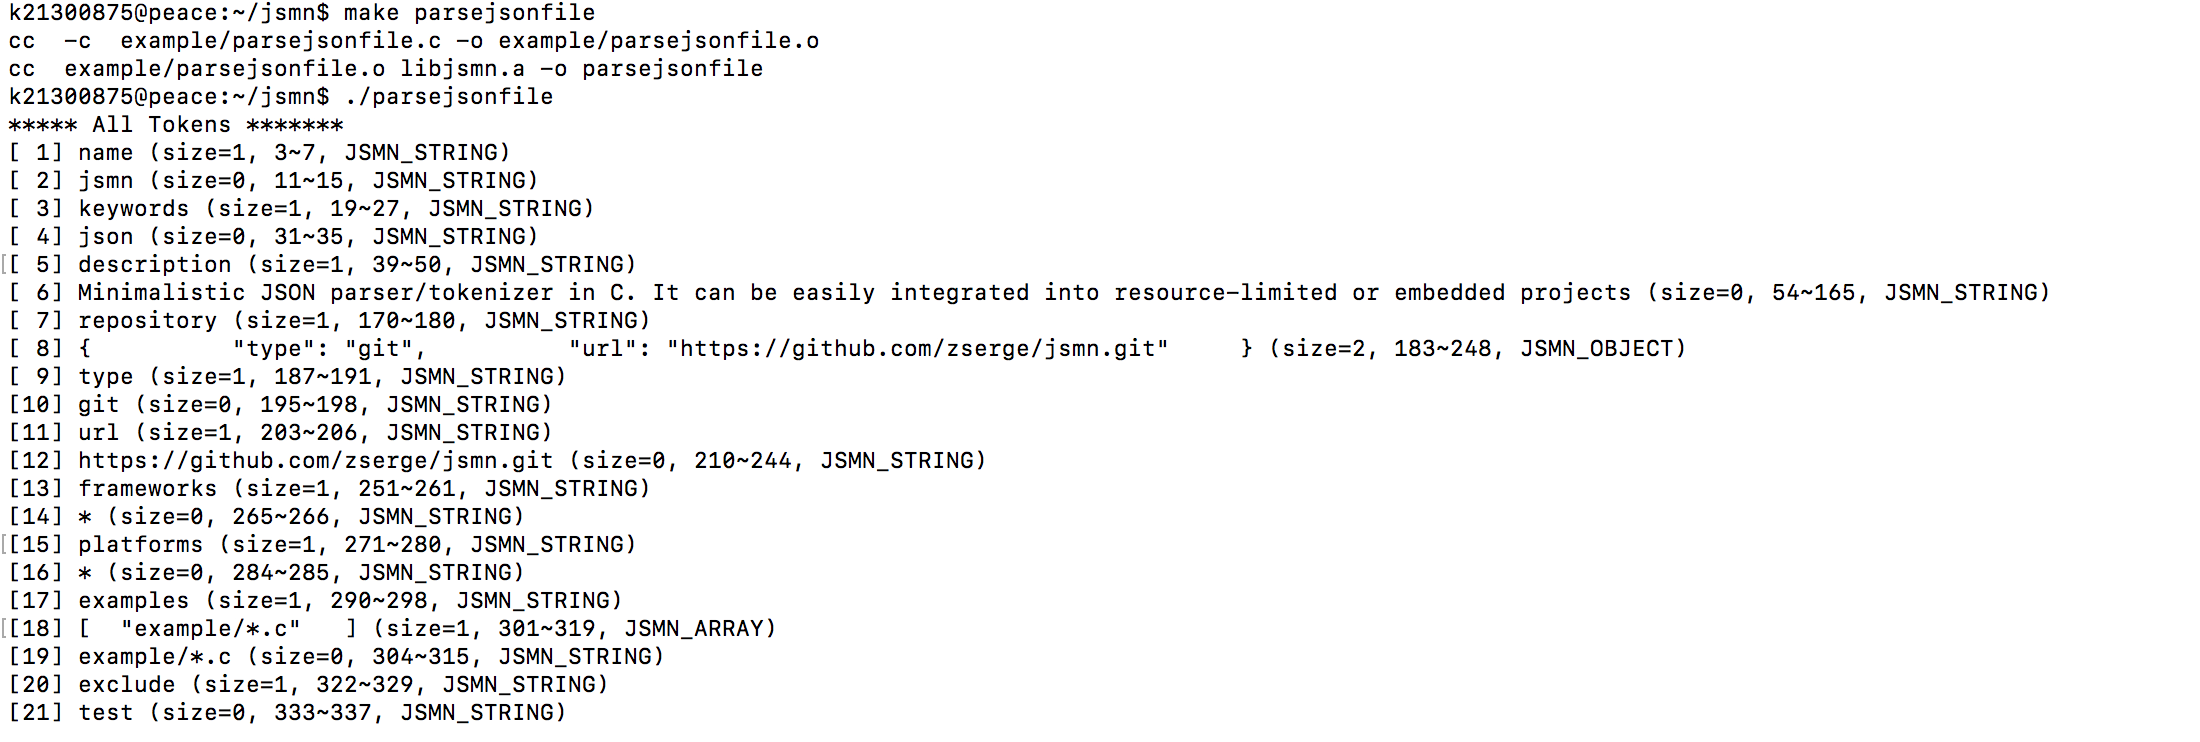 k21300875@peace:~/jsmn$ make parsejsonfile
cc  -c  example/parsejsonfile.c -o example/parsejsonfile.o
cc  example/parsejsonfile.o libjsmn.a -o parsejsonfile
k21300875@peace:~/jsmn$ ./parsejsonfile
***** All Tokens *******
[ 1] name (size=1, 3~7, JSMN_STRING)
[ 2] jsmn (size=0, 11~15, JSMN_STRING)
[ 3] keywords (size=1, 19~27, JSMN_STRING)
[ 4] json (size=0, 31~35, JSMN_STRING)
[[ 5] description (size=1, 39~50, JSMN_STRING)
[ 6] Minimalistic JSON parser/tokenizer in C. It can be easily integrated into resource-limited or embedded projects (size=0, 54~165, JSMN_STRING)
[ 7] repository (size=1, 170~180, JSMN_STRING)
[ 8] {          "type": "git",          "url": "https://github.com/zserge/jsmn.git"     } (size=2, 183~248, JSMN_OBJECT)
[ 9] type (size=1, 187~191, JSMN_STRING)
[10] git (size=0, 195~198, JSMN_STRING)
[11] url (size=1, 203~206, JSMN_STRING)
[12] https://github.com/zserge/jsmn.git (size=0, 210~244, JSMN_STRING)
[13] frameworks (size=1, 251~261, JSMN_STRING)
[14] * (size=0, 265~266, JSMN_STRING)
[[15] platforms (size=1, 271~280, JSMN_STRING)
[16] * (size=0, 284~285, JSMN_STRING)
[17] examples (size=1, 290~298, JSMN_STRING)
[[18] [  "example/*.c"   ] (size=1, 301~319, JSMN_ARRAY)
[19] example/*.c (size=0, 304~315, JSMN_STRING)
[20] exclude (size=1, 322~329, JSMN_STRING)
[21] test (size=0, 333~337, JSMN_STRING)